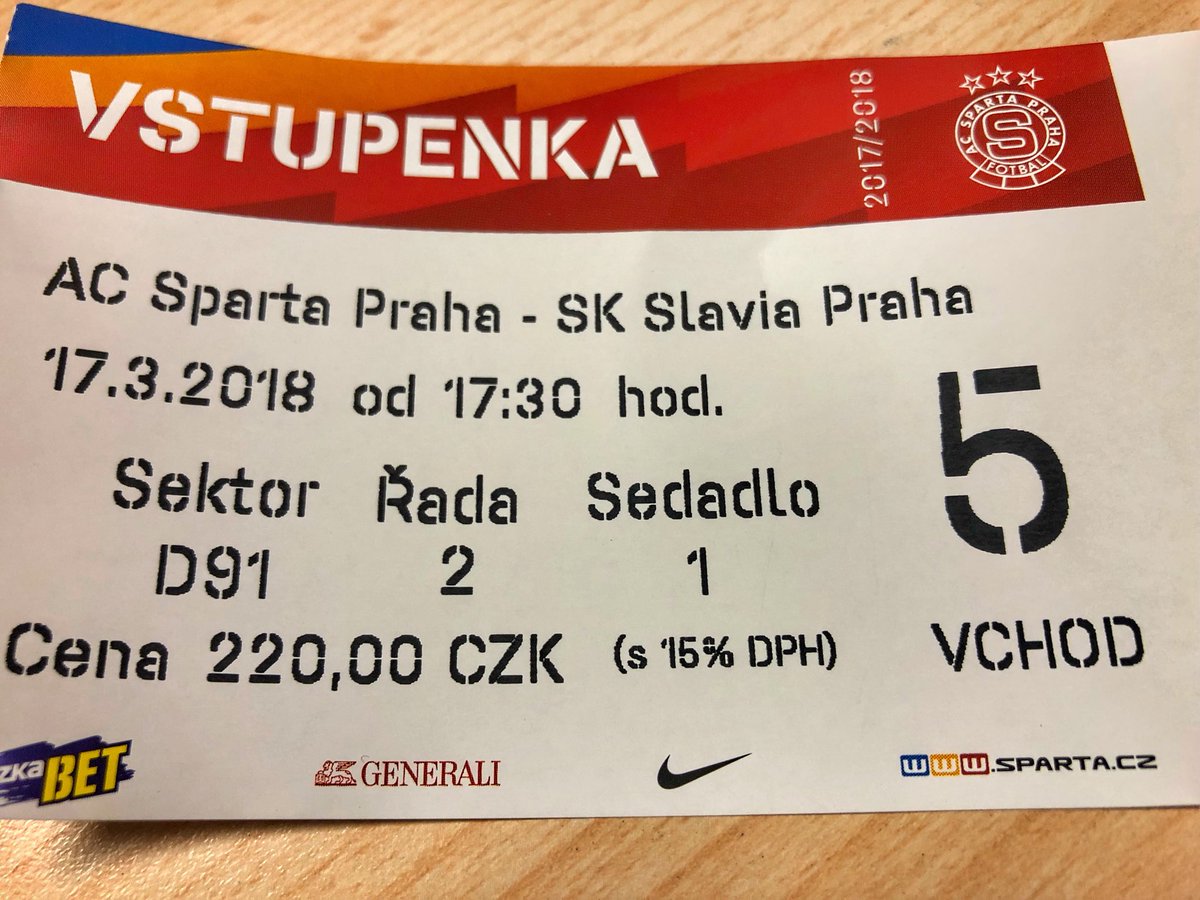 VSTUPENKA
2017/2018
AC SPARTA PRAHA
S
FOTBAL
AC Sparta Praha - SK Slavia Praha
17.3.2018 od 17:30 hod.
5
Sektor Řada Sedadlo
D91 2 1
Cena 220,00 CZK (s 15% DPH)
VCHOD
BET
GENERALI
WWW.SPARTA.CZ